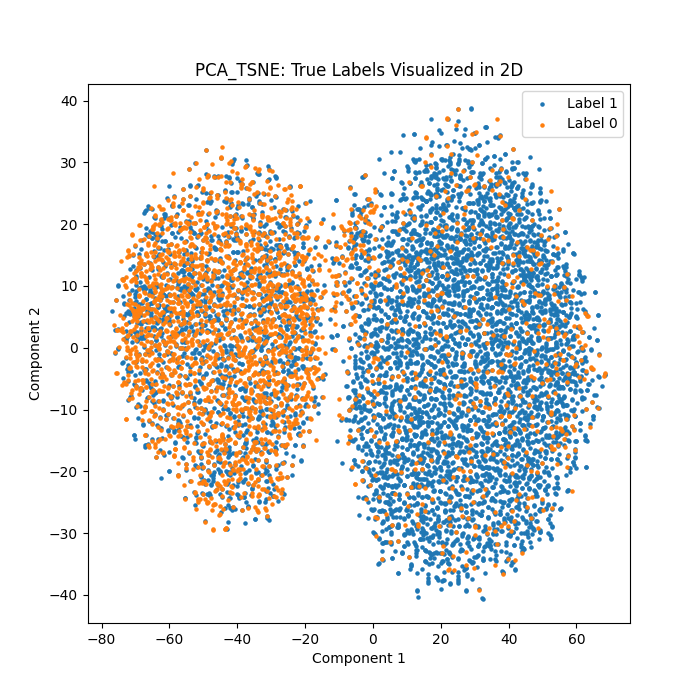 PCA_TSNE: True Labels Visualized in 2D
Label 1
Label 0
40
30
20
10
0
−10
−20
−30
−40
Component 2
−80 −60 −40 −20 0 20 40 60
Component 1